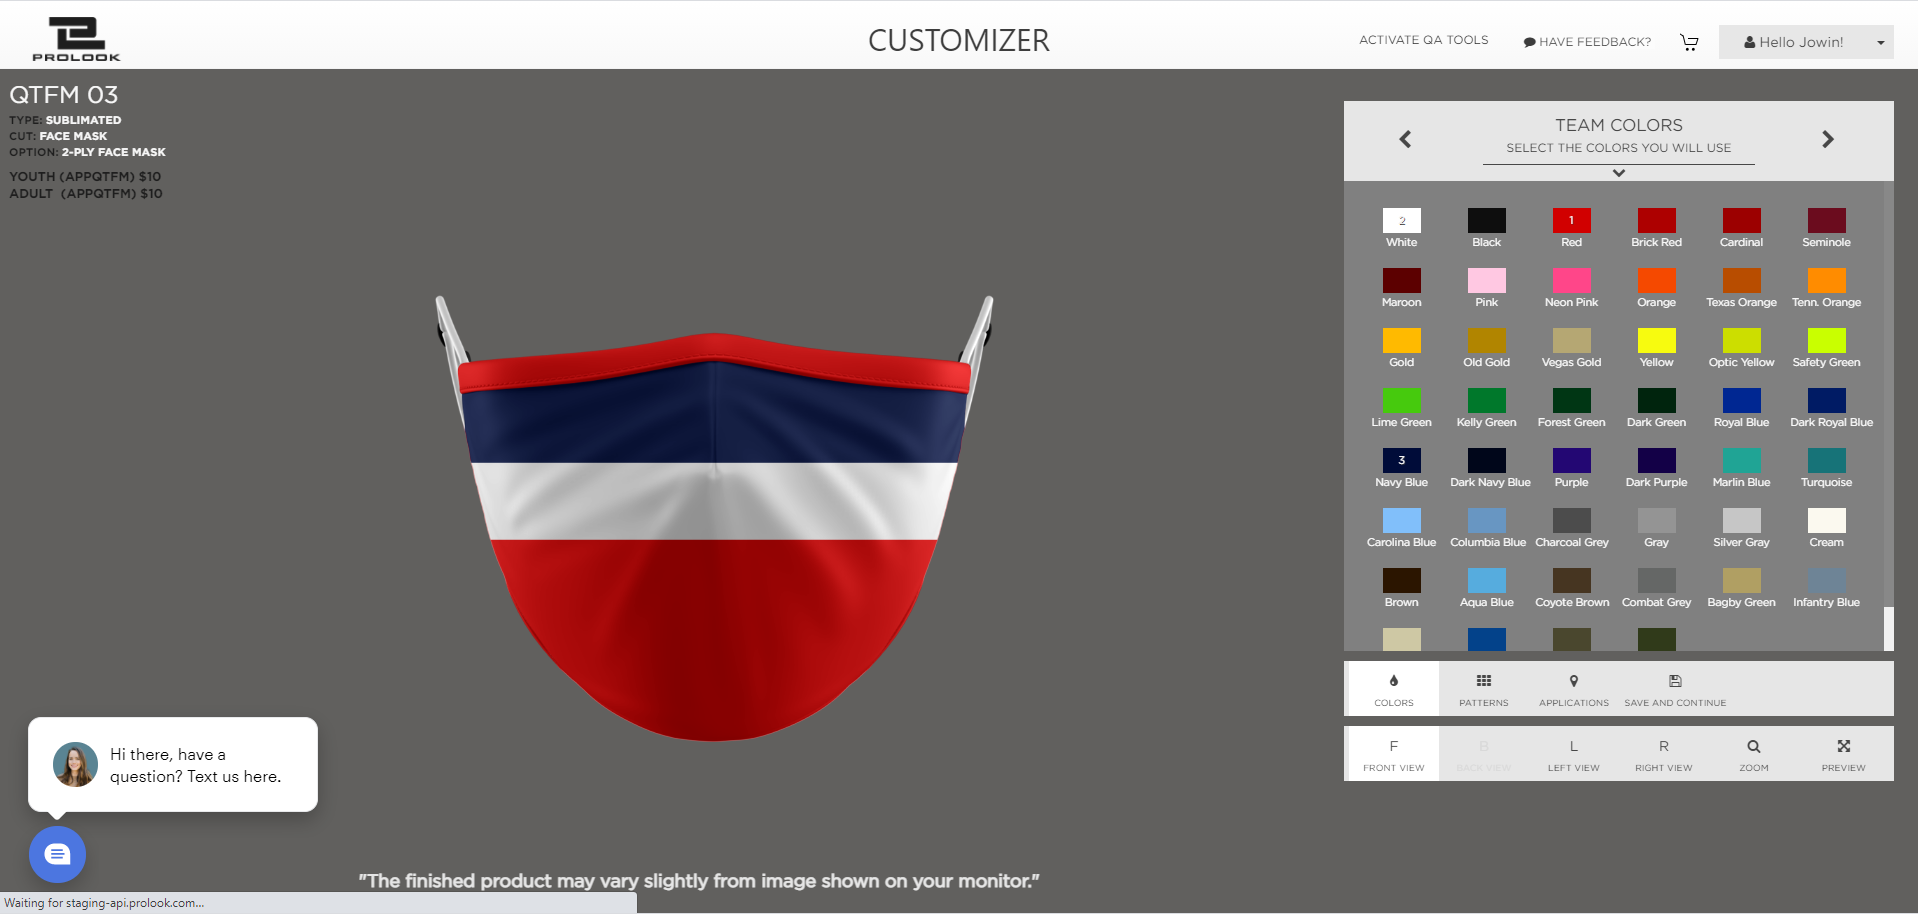 PROLOOK
CUSTOMIZER
ACTIVATE QA TOOLS
HAVE FEEDBACK?
Hello Jowin!
QTFM 03
TYPE: SUBLIMATED
CUT: FACE MASK
OPTION: 2-PLY FACE MASK
YOUTH (APPQTFM) $10
ADULT (APPQTFM) $10
TEAM COLORS
SELECT THE COLORS YOU WILL USE
2
1
White Black Red Brick Red Cardinal Seminole
Maroon Pink Neon Pink Orange Texas Orange Tenn. Orange
Gold Old Gold Vegas Gold Yellow Optic Yellow Safety Green
Lime Green Kelly Green Forest Green Dark Green Royal Blue Dark Royal Blue
3
Navy Blue Dark Navy Blue Purple Dark Purple Marlin Blue Turquoise
Carolina Blue Columbia Blue Charcoal Grey Gray Silver Gray Cream
Brown Aqua Blue Coyote Brown Combat Grey Bagby Green Infantry Blue
COLORS PATTERNS APPLICATIONS SAVE AND CONTINUE
F B L R
FRONT VIEW BACK VIEW LEFT VIEW RIGHT VIEW ZOOM PREVIEW
Hi there, have a
question? Text us here.
"The finished product may vary slightly from image shown on your monitor."
Waiting for staging-api.prolook.com...